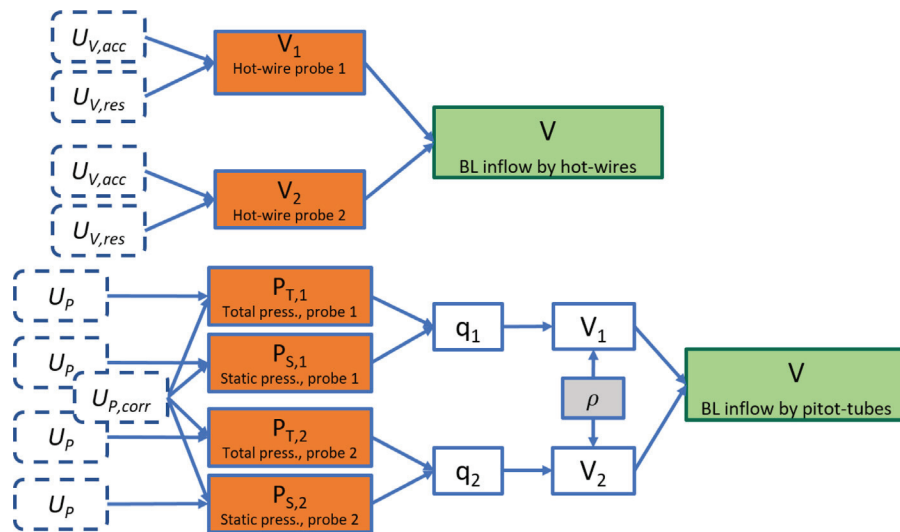 U_V,acc
V_1
Hot-wire probe 1
U_V,res
V
BL inflow by hot-wires
U_V,acc
V_2
Hot-wire probe 2
U_V,res
U_P
P_T,1
Total press., probe 1
q_1
V_1
U_P
P_S,1
Static press., probe 1
U_P,corr
ρ
V
BL inflow by pitot-tubes
U_P
P_T,2
Total press., probe 2
q_2
V_2
U_P
P_S,2
Static press., probe 2